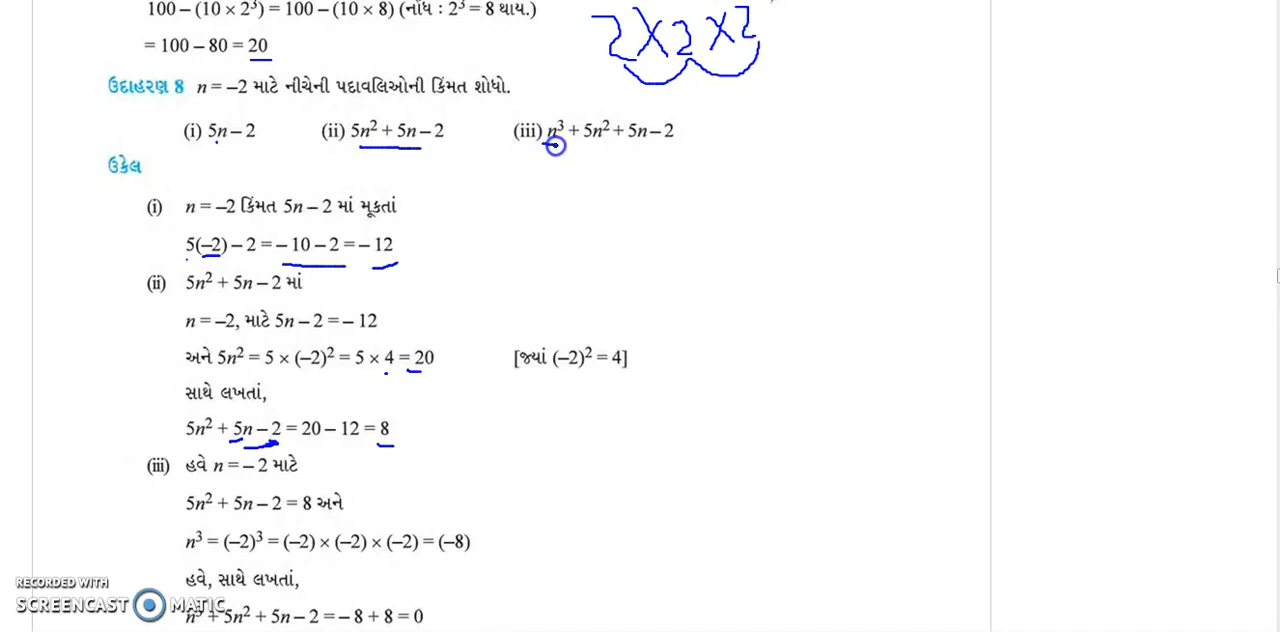 100 – (10 × 2³) = 100 – (10 × 8) (નોંધ : 2³ = 8 થાય.)
= 100 – 80 = 20
2 × 2 × 2
ઉદાહરણ 8 n = –2 માટે નીચેની પદાવલિઓની કિંમત શોધો.
(i) 5n – 2 (ii) 5n² + 5n – 2 (iii) n³ + 5n² + 5n – 2
ઉકેલ
(i) n = –2 કિંમત 5n – 2 માં મૂકતાં
5(–2) – 2 = – 10 – 2 = – 12
(ii) 5n² + 5n – 2 માં
n = –2, માટે 5n – 2 = – 12
અને 5n² = 5 × (–2)² = 5 × 4 = 20 [જ્યાં (–2)² = 4]
સાથે લખતાં,
5n² + 5n – 2 = 20 – 12 = 8
(iii) હવે n = – 2 માટે
5n² + 5n – 2 = 8 અને
n³ = (–2)³ = (–2) × (–2) × (–2) = (–8)
હવે, સાથે લખતાં,
n³ + 5n² + 5n – 2 = – 8 + 8 = 0
RECORDED WITH
SCREENCAST MATIC